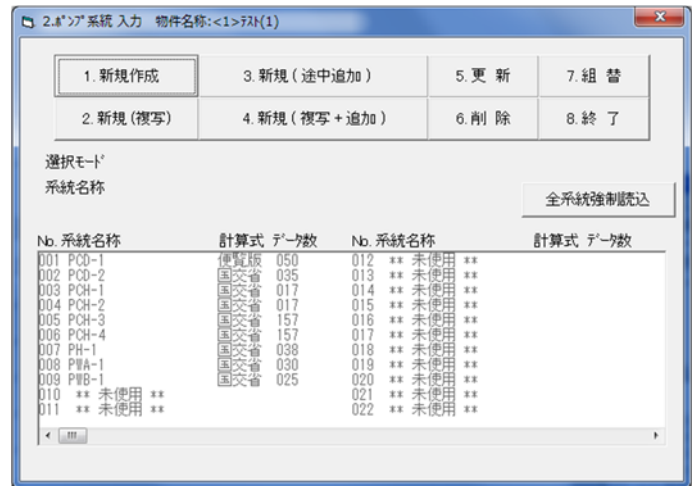 2.ﾎﾟﾝﾌﾟ系統 入力　物件名称:<1>ﾃｽﾄ(1)
1. 新規作成　3. 新規 ( 途中追加 )　5. 更 新　7. 組 替
2. 新規 (複写)　4. 新規 ( 複写 + 追加 )　6. 削 除　8. 終 了
選択ﾓｰﾄﾞ
系統名称
全系統強制読込
No. 系統名称　計算式 ﾃﾞｰﾀ数　No. 系統名称　計算式 ﾃﾞｰﾀ数
001 PCD-1 便覧版 050　012 ** 未使用 **
002 PCD-2 国交省 035　013 ** 未使用 **
003 PCH-1 国交省 017　014 ** 未使用 **
004 PCH-2 国交省 017　015 ** 未使用 **
005 PCH-3 国交省 157　016 ** 未使用 **
006 PCH-4 国交省 157　017 ** 未使用 **
007 PH-1 国交省 038　018 ** 未使用 **
008 PWA-1 国交省 030　019 ** 未使用 **
009 PWB-1 国交省 025　020 ** 未使用 **
010 ** 未使用 **　021 ** 未使用 **
011 ** 未使用 **　022 ** 未使用 **